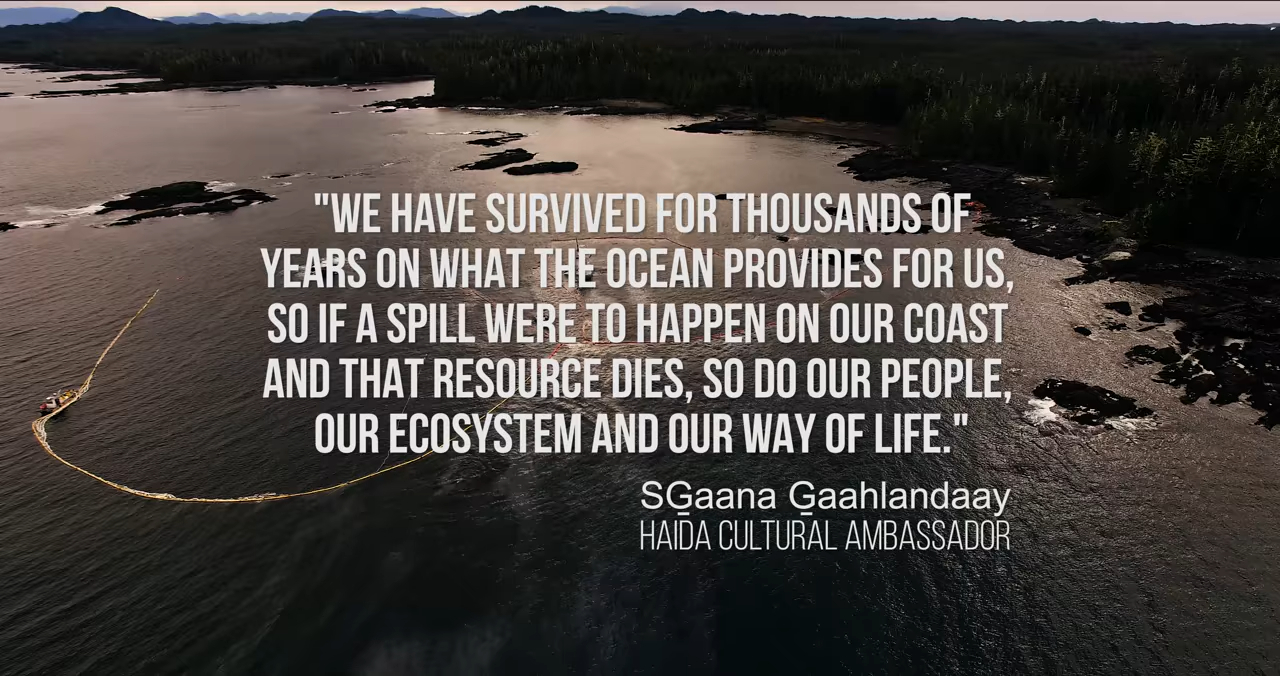 "WE HAVE SURVIVED FOR THOUSANDS OF
YEARS ON WHAT THE OCEAN PROVIDES FOR US,
SO IF A SPILL WERE TO HAPPEN ON OUR COAST
AND THAT RESOURCE DIES, SO DO OUR PEOPLE,
OUR ECOSYSTEM AND OUR WAY OF LIFE."
SG̲aana G̲aahlandaay
HAIDA CULTURAL AMBASSADOR